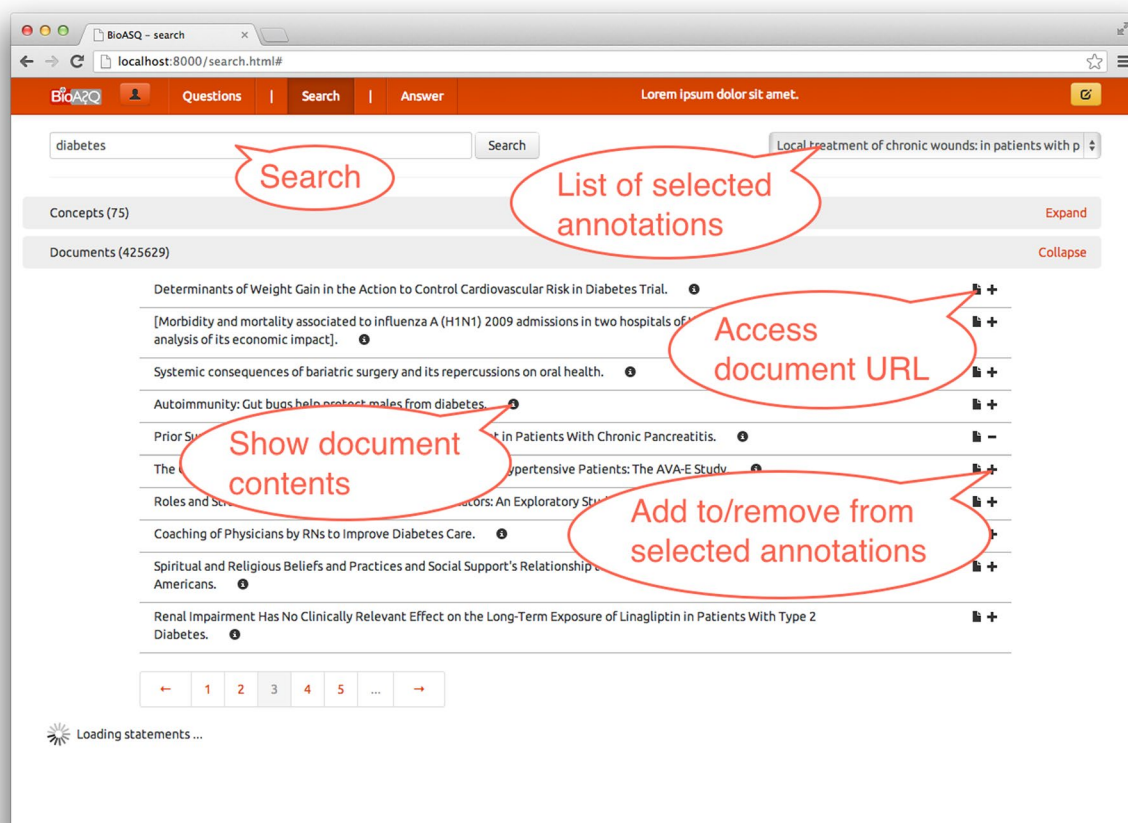 BioASQ – search
localhost:8000/search.html#
BioASQ Questions | Search | Answer Lorem ipsum dolor sit amet.
diabetes Search Local treatment of chronic wounds: in patients with p
Search
List of selected
annotations
Concepts (75) Expand
Documents (425629) Collapse
Determinants of Weight Gain in the Action to Control Cardiovascular Risk in Diabetes Trial.
[Morbidity and mortality associated to influenza A (H1N1) 2009 admissions in two hospitals of
analysis of its economic impact].
Access
document URL
Systemic consequences of bariatric surgery and its repercussions on oral health.
Autoimmunity: Gut bugs help protect males from diabetes.
Show document
contents
Prior in Patients With Chronic Pancreatitis.
The Hypertensive Patients: The AVA-E Study
Roles and An Exploratory
Add to/remove from
selected annotations
Coaching of Physicians by RNs to Improve Diabetes Care.
Spiritual and Religious Beliefs and Practices and Social Support's Relationship
Americans.
Renal Impairment Has No Clinically Relevant Effect on the Long-Term Exposure of Linagliptin in Patients With Type 2
Diabetes.
← 1 2 3 4 5 ... →
Loading statements ...